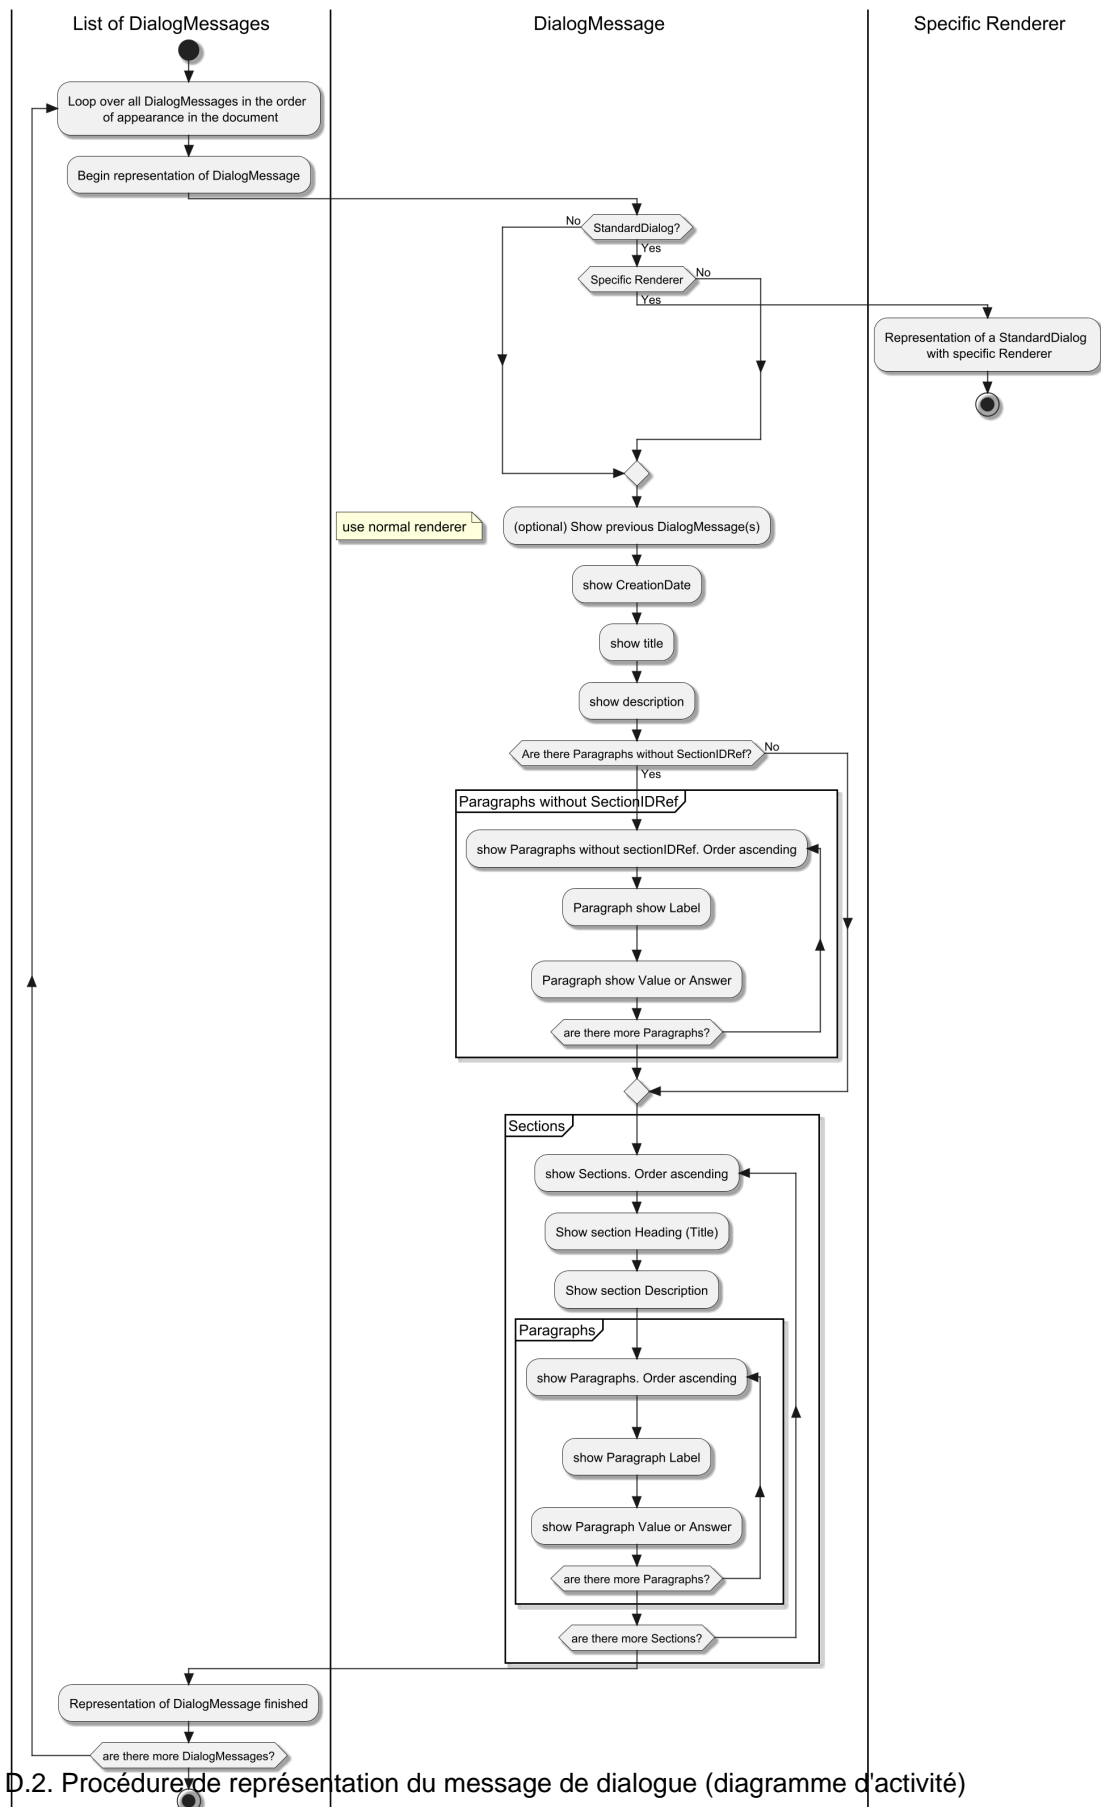 List of DialogMessages
DialogMessage
Specific Renderer
Loop over all DialogMessages in the order
of appearance in the document
Begin representation of DialogMessage
No
StandardDialog?
Yes
Specific Renderer
No
Yes
Representation of a StandardDialog
with specific Renderer
use normal renderer
(optional) Show previous DialogMessage(s)
show CreationDate
show title
show description
Are there Paragraphs without SectionIDRef?
No
Yes
Paragraphs without SectionIDRef
show Paragraphs without sectionIDRef. Order ascending
Paragraph show Label
Paragraph show Value or Answer
are there more Paragraphs?
Sections
show Sections. Order ascending
Show section Heading (Title)
Show section Description
Paragraphs
show Paragraphs. Order ascending
show Paragraph Label
show Paragraph Value or Answer
are there more Paragraphs?
are there more Sections?
Representation of DialogMessage finished
are there more DialogMessages?
D.2. Procédure de représentation du message de dialogue (diagramme d'activité)